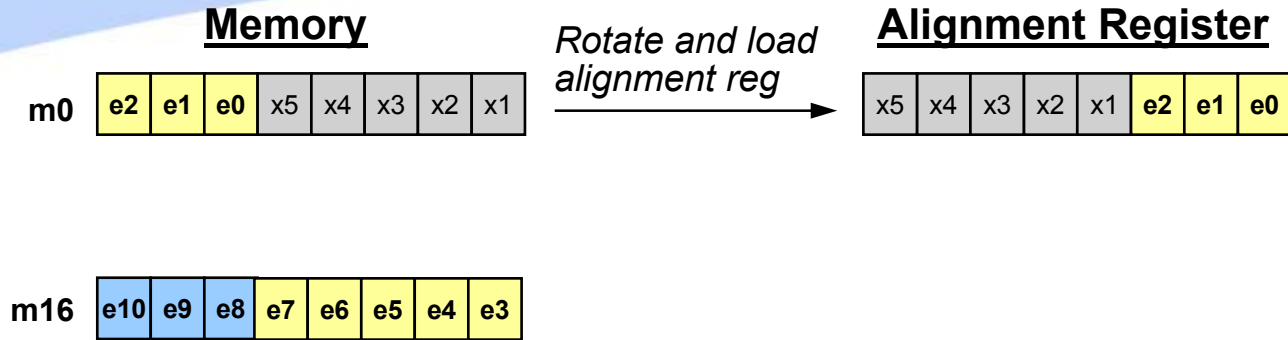 Memory
Rotate and load
alignment reg
Alignment Register
m0 e2 e1 e0 x5 x4 x3 x2 x1
x5 x4 x3 x2 x1 e2 e1 e0
m16 e10 e9 e8 e7 e6 e5 e4 e3